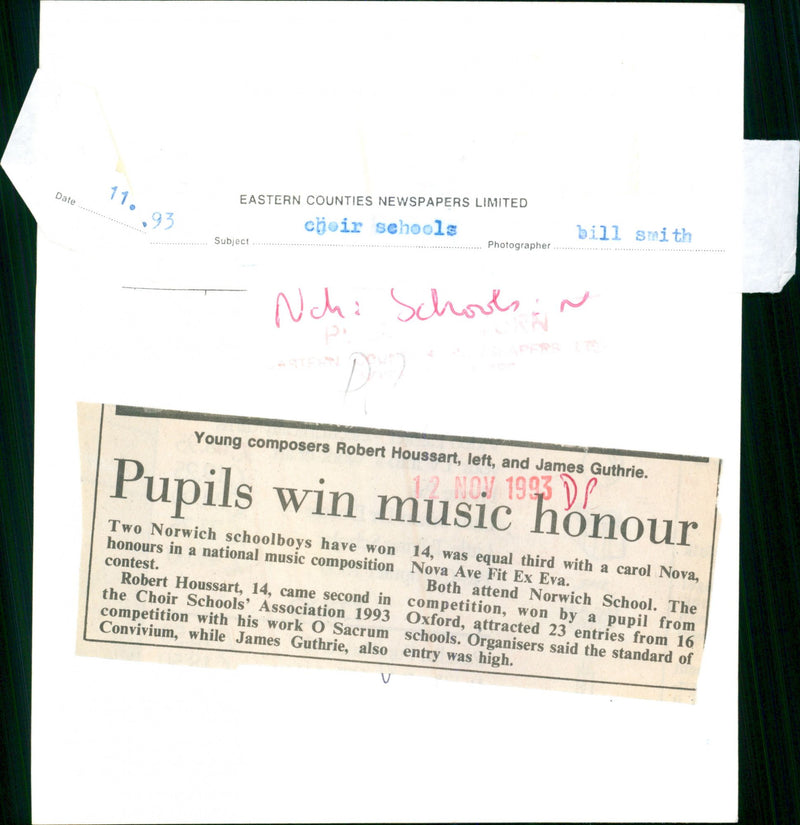 EASTERN COUNTIES NEWSPAPERS LIMITED
Date 11. .93 Subject choir schools Photographer bill smith
Nch: Schools: N
EASTERN
DP
Young composers Robert Houssart, left, and James Guthrie.
12 NOV 1993 DP
Pupils win music honour
Two Norwich schoolboys have won
honours in a national music composition
contest.
Robert Houssart, 14, came second in
the Choir Schools' Association 1993
competition with his work O Sacrum
Convivium, while James Guthrie, also
14, was equal third with a carol Nova,
Nova Ave Fit Ex Eva.
Both attend Norwich School. The
competition, won by a pupil from
Oxford, attracted 23 entries from 16
schools. Organisers said the standard of
entry was high.